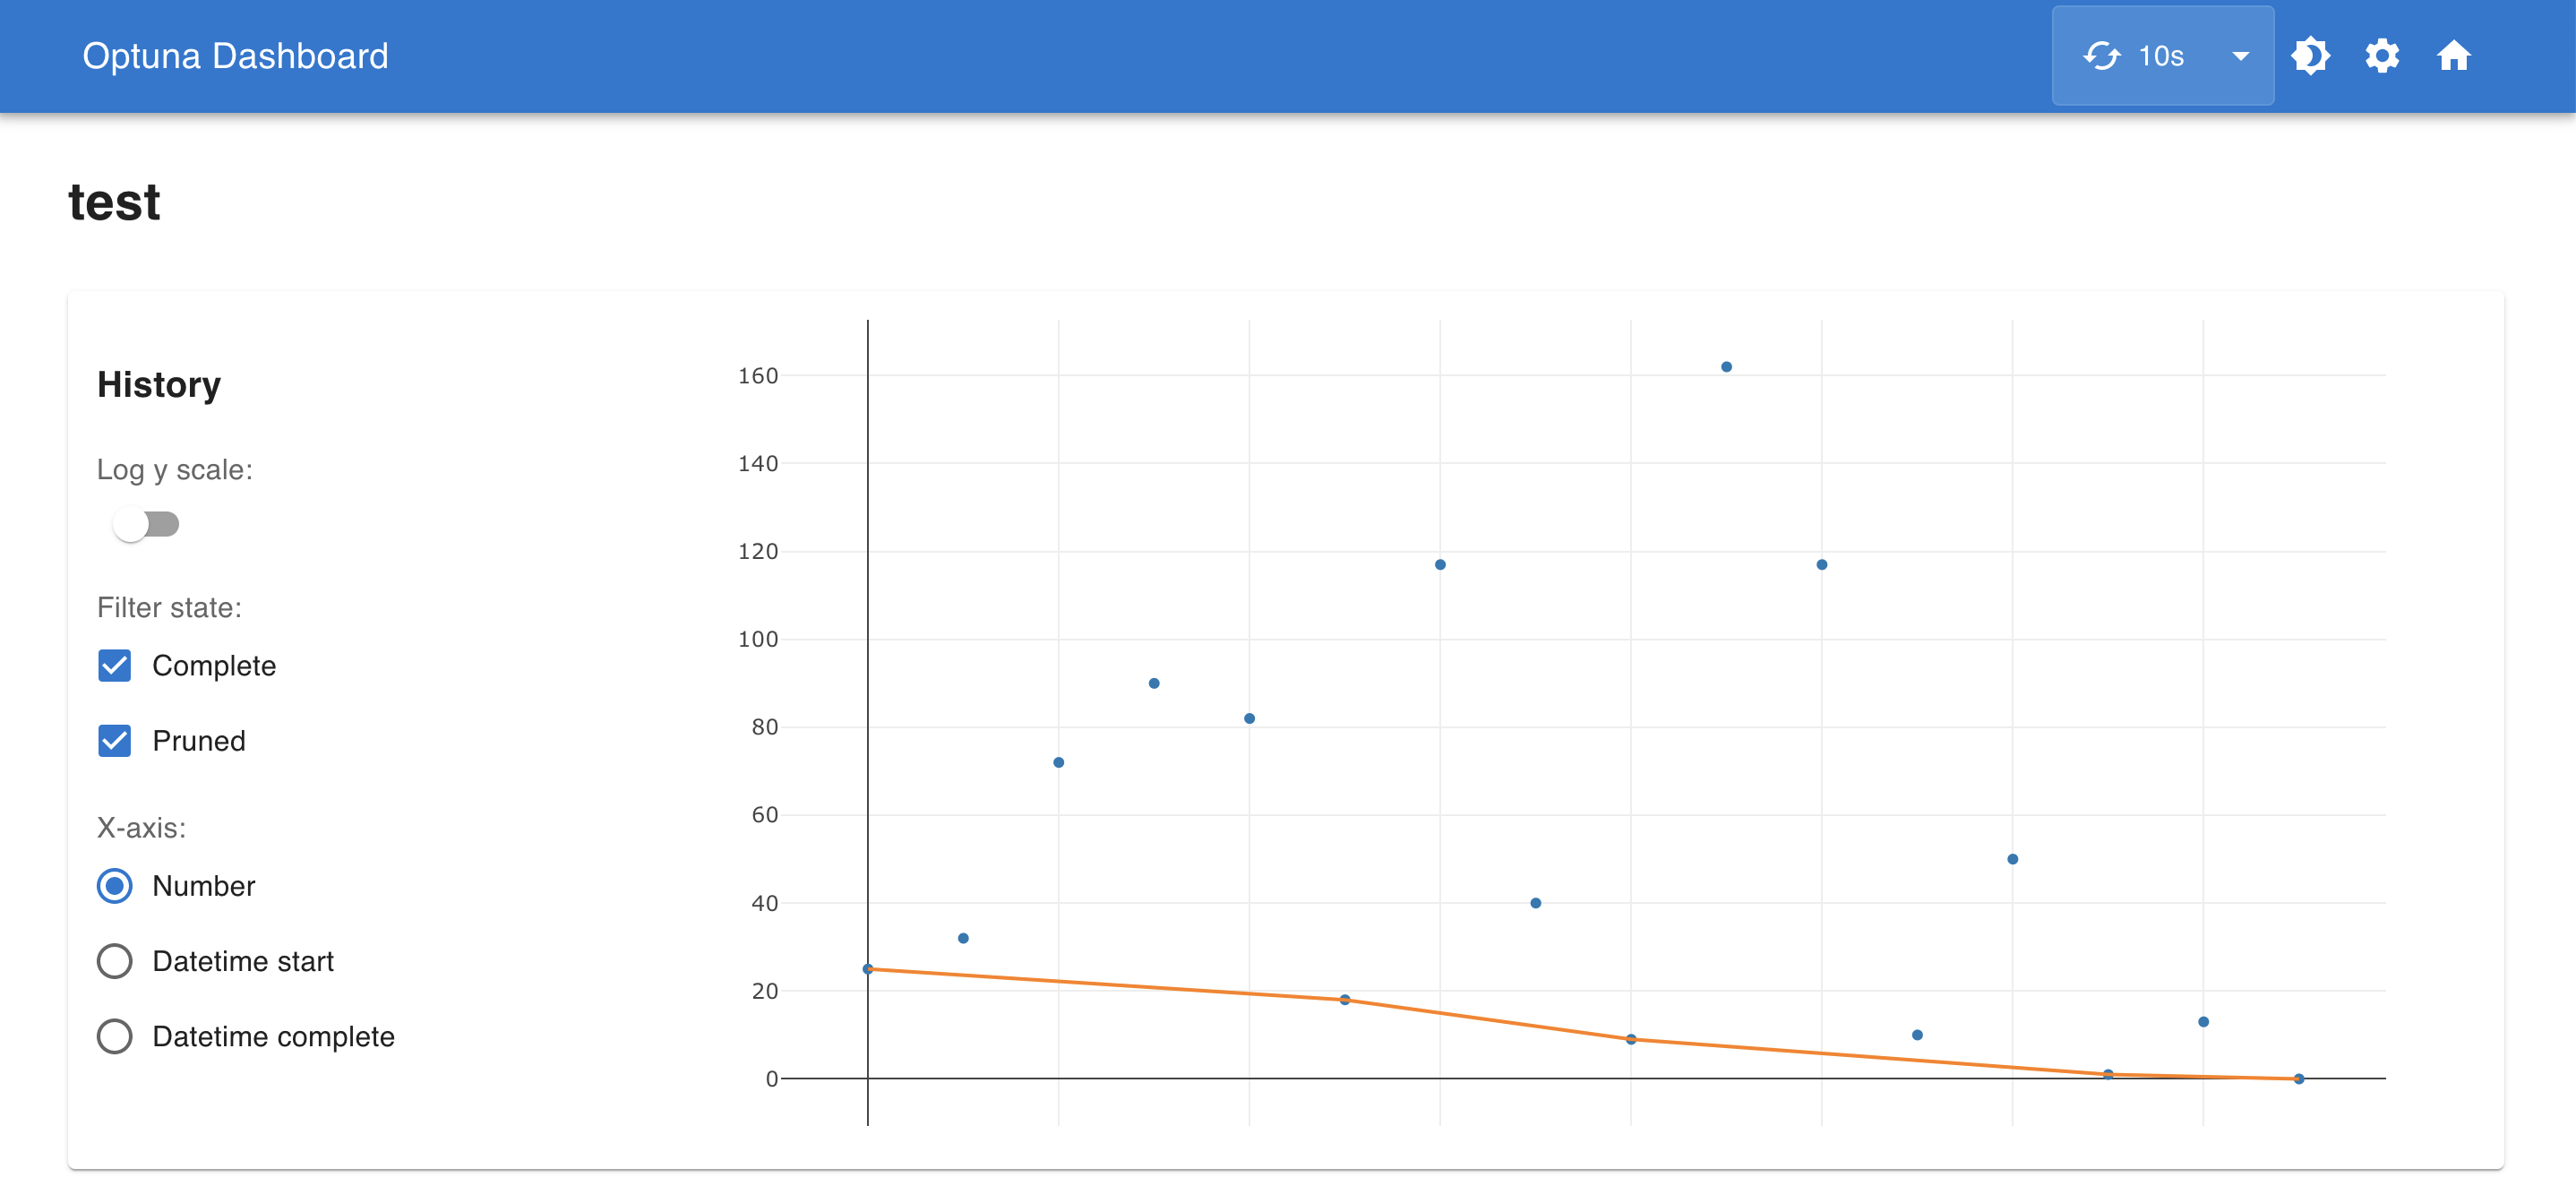 Optuna Dashboard
10s
test
History
Log y scale:
Filter state:
Complete
Pruned
X-axis:
Number
Datetime start
Datetime complete
160
140
120
100
80
60
40
20
0